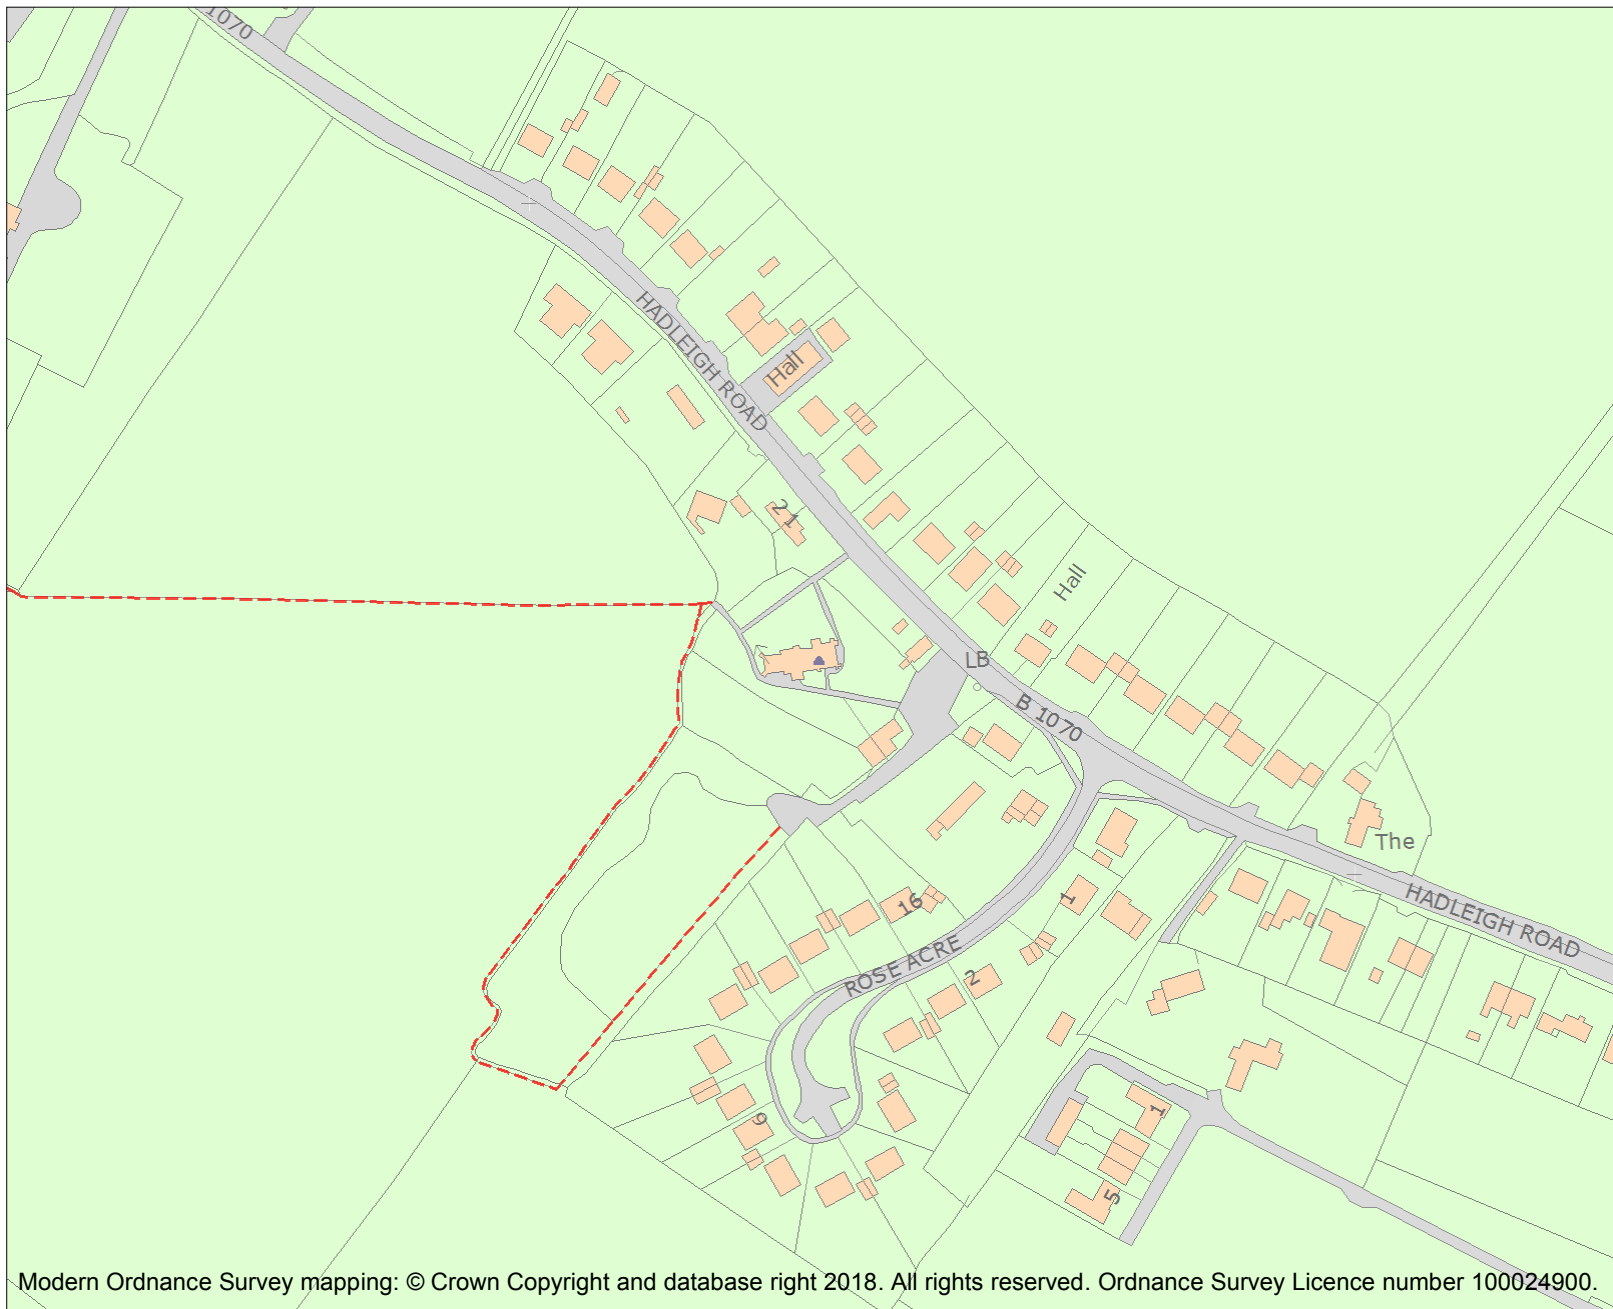 1070
HADLEIGH ROAD
Hall
21
Hall
LB
B 1070
The
HADLEIGH ROAD
16
1
ROSE ACRE
2
9
1
5
Modern Ordnance Survey mapping: © Crown Copyright and database right 2018. All rights reserved. Ordnance Survey Licence number 100024900.